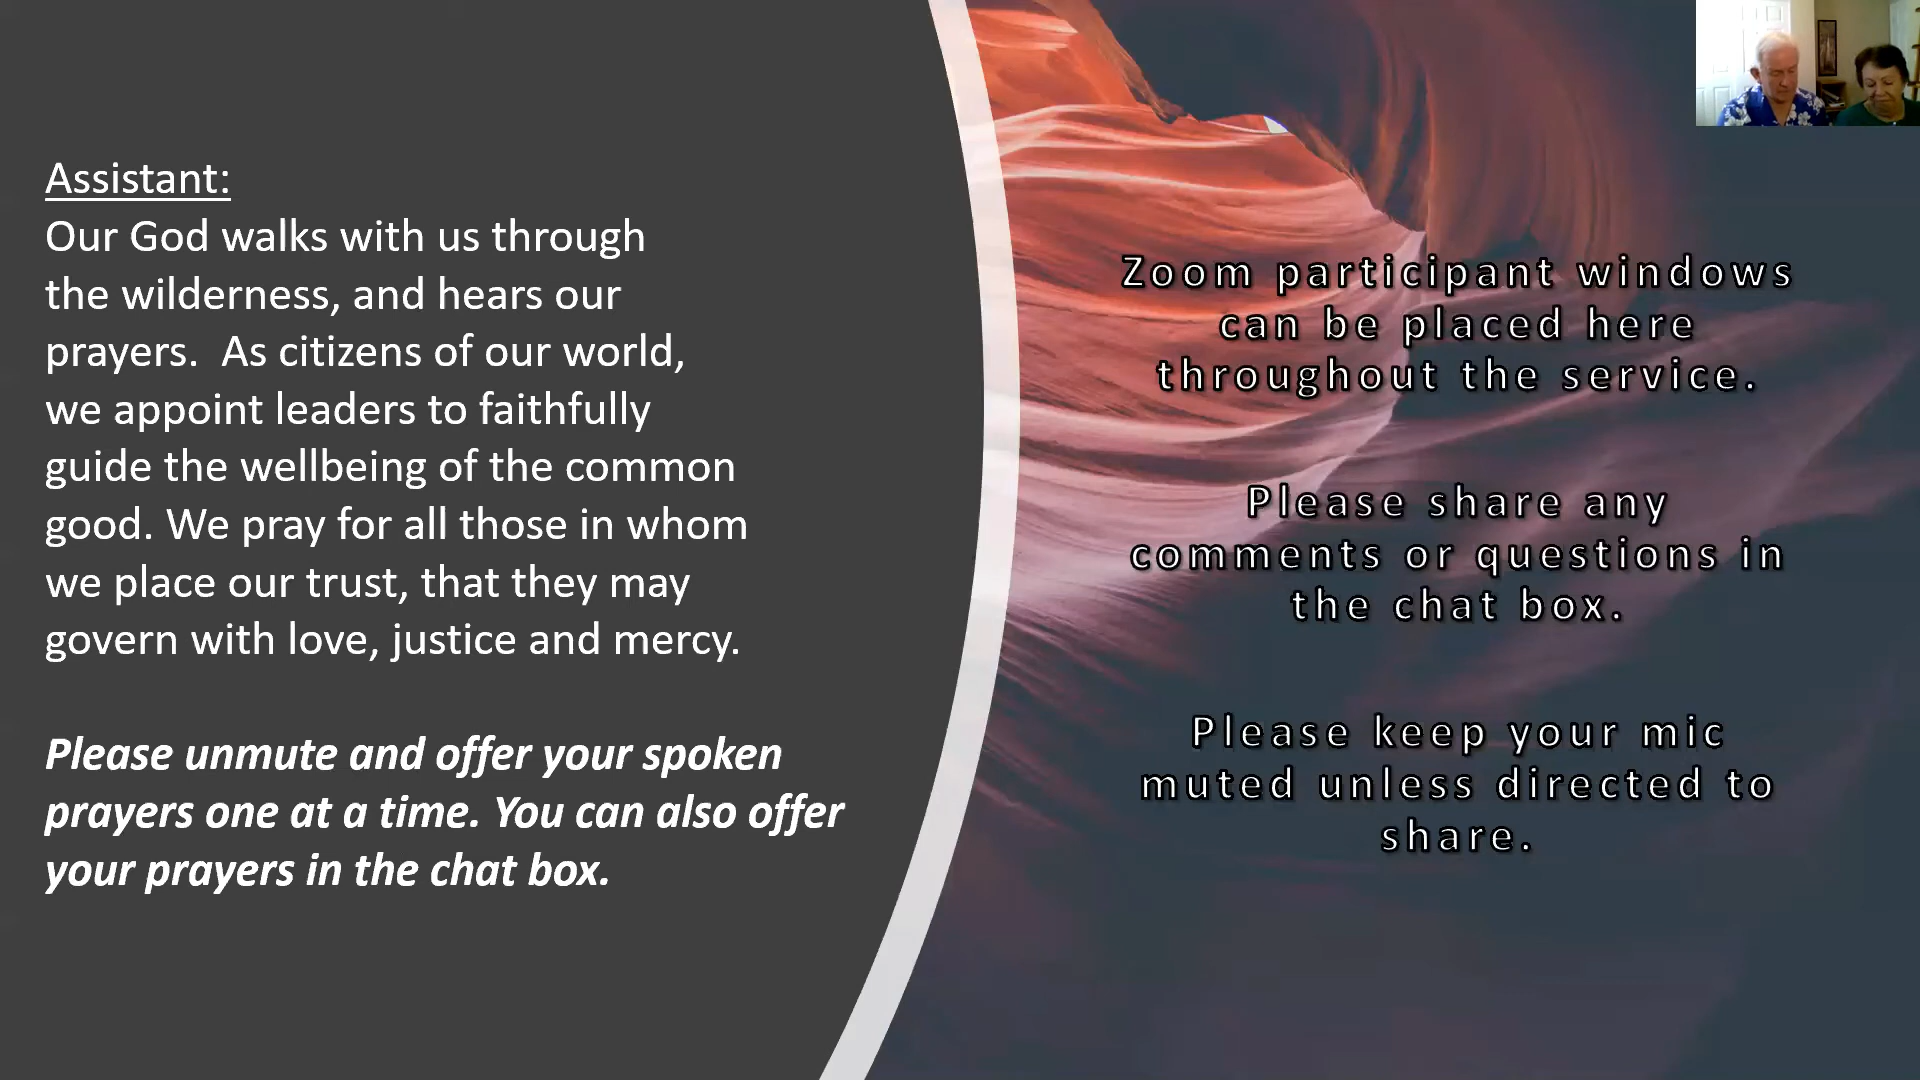 Assistant:
Our God walks with us through
the wilderness, and hears our
prayers.  As citizens of our world,
we appoint leaders to faithfully
guide the wellbeing of the common
good. We pray for all those in whom
we place our trust, that they may
govern with love, justice and mercy.
Please unmute and offer your spoken
prayers one at a time. You can also offer
your prayers in the chat box.
Zoom participant windows
can be placed here
throughout the service.
Please share any
comments or questions in
the chat box.
Please keep your mic
muted unless directed to
share.